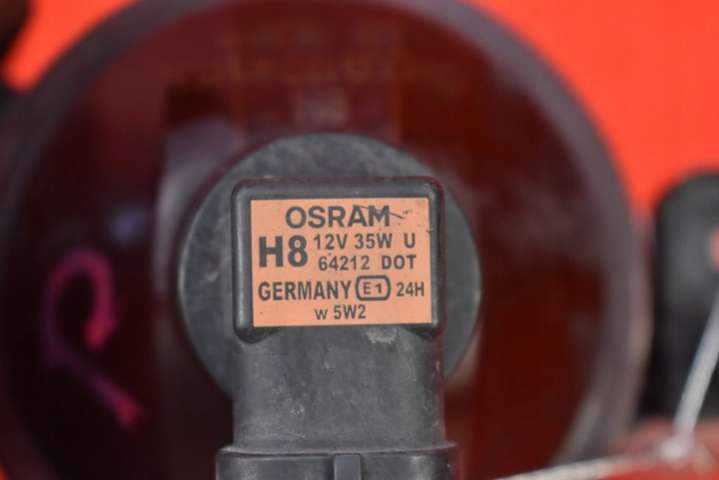 OSRAM
H8 12V 35W U
64212 DOT
GERMANY E1 24H
w 5W2